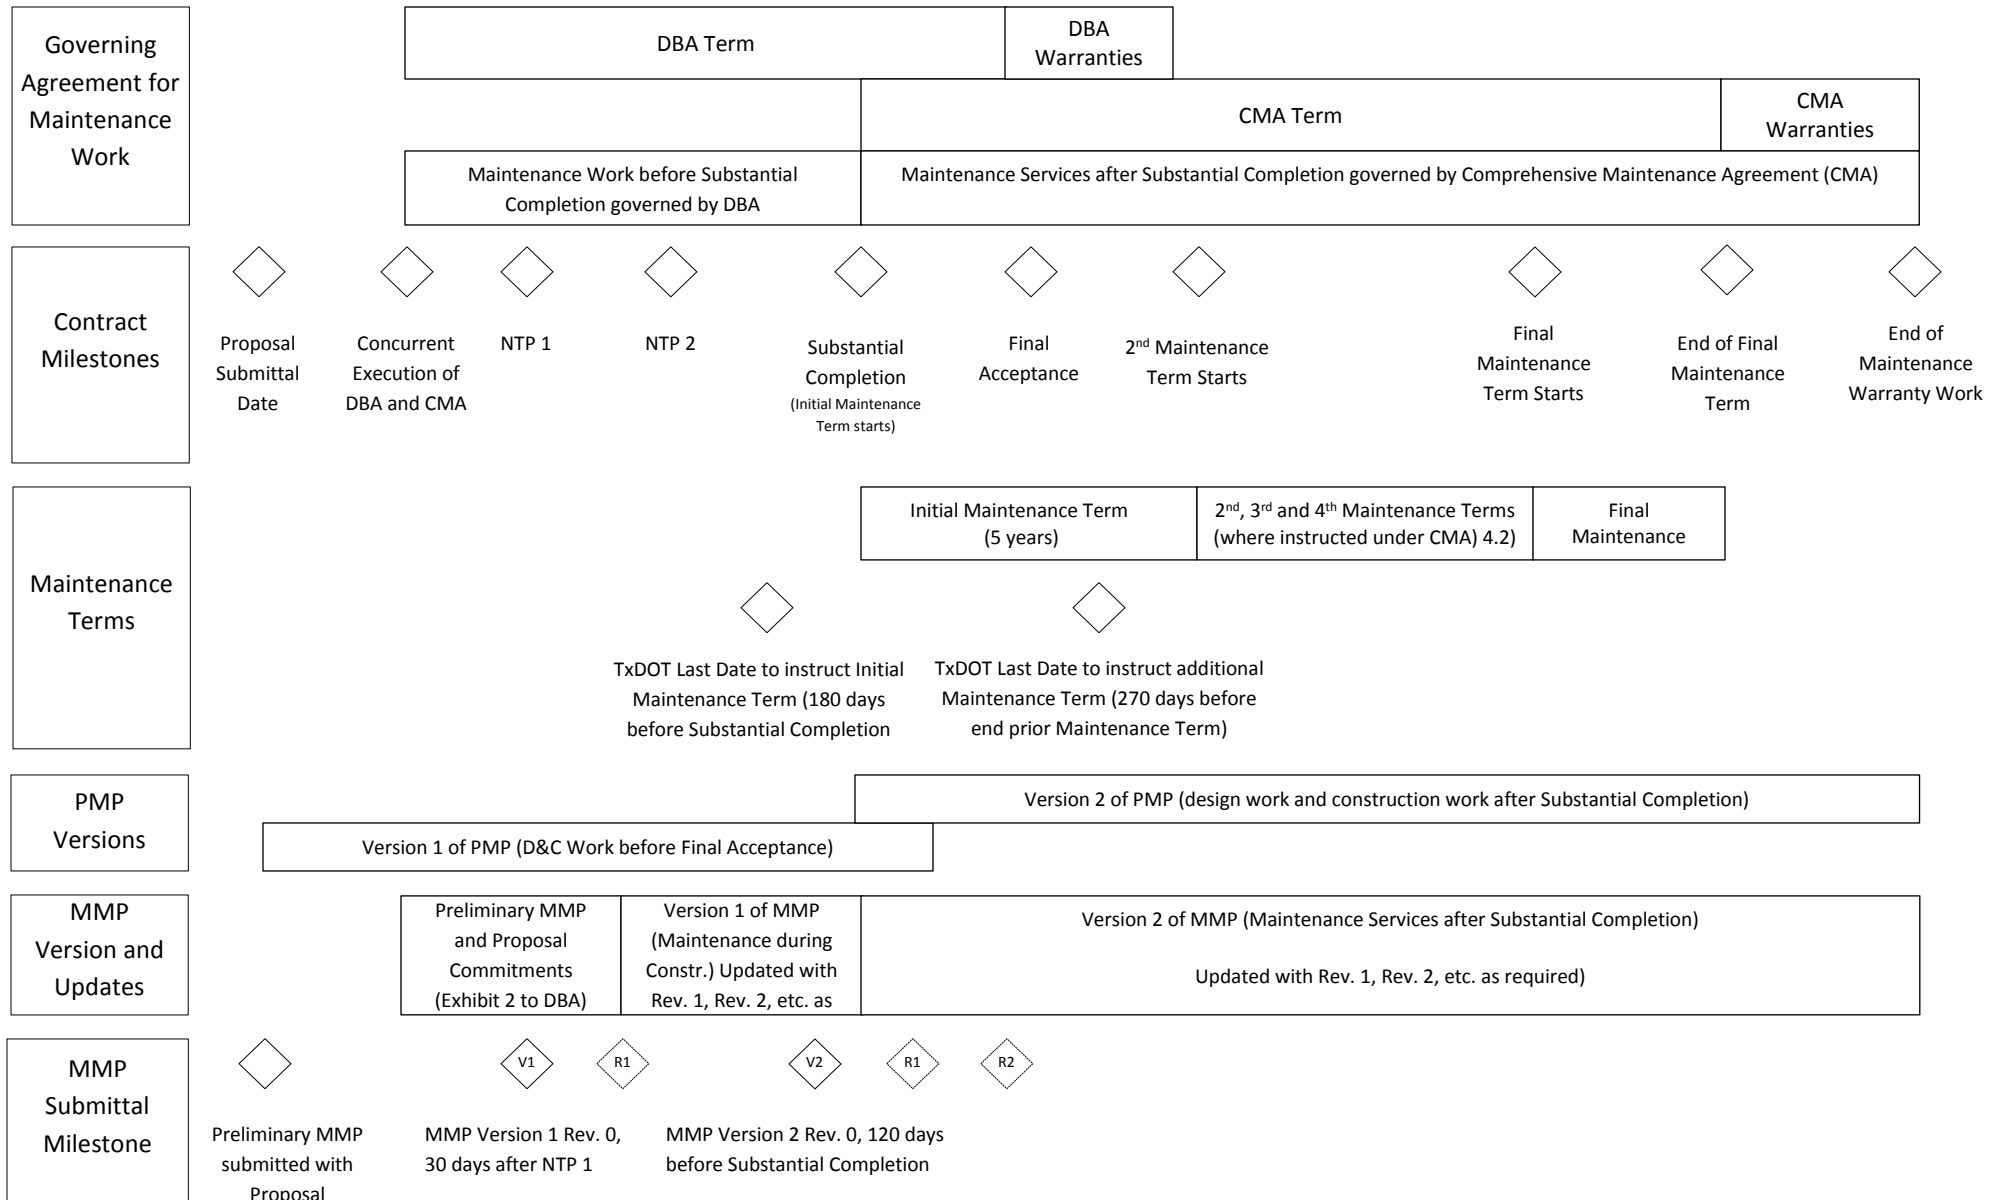 Governing
Agreement for
Maintenance
Work
DBA Term
DBA
Warranties
CMA Term
CMA
Warranties
Maintenance Work before Substantial
Completion governed by DBA
Maintenance Services after Substantial Completion governed by Comprehensive Maintenance Agreement (CMA)
Contract
Milestones
Proposal
Submittal
Date
Concurrent
Execution of
DBA and CMA
NTP 1
NTP 2
Substantial
Completion
(Initial Maintenance
Term starts)
Final
Acceptance
2nd Maintenance
Term Starts
Final
Maintenance
Term Starts
End of Final
Maintenance
Term
End of
Maintenance
Warranty Work
Maintenance
Terms
Initial Maintenance Term
(5 years)
2nd, 3rd and 4th Maintenance Terms
(where instructed under CMA) 4.2)
Final
Maintenance
TxDOT Last Date to instruct Initial
Maintenance Term (180 days
before Substantial Completion
TxDOT Last Date to instruct additional
Maintenance Term (270 days before
end prior Maintenance Term)
PMP
Versions
Version 2 of PMP (design work and construction work after Substantial Completion)
Version 1 of PMP (D&C Work before Final Acceptance)
MMP
Version and
Updates
Preliminary MMP
and Proposal
Commitments
(Exhibit 2 to DBA)
Version 1 of MMP
(Maintenance during
Constr.) Updated with
Rev. 1, Rev. 2, etc. as
Version 2 of MMP (Maintenance Services after Substantial Completion)
Updated with Rev. 1, Rev. 2, etc. as required)
MMP
Submittal
Milestone
V1
R1
V2
R1
R2
Preliminary MMP
submitted with
Proposal
MMP Version 1 Rev. 0,
30 days after NTP 1
MMP Version 2 Rev. 0, 120 days
before Substantial Completion